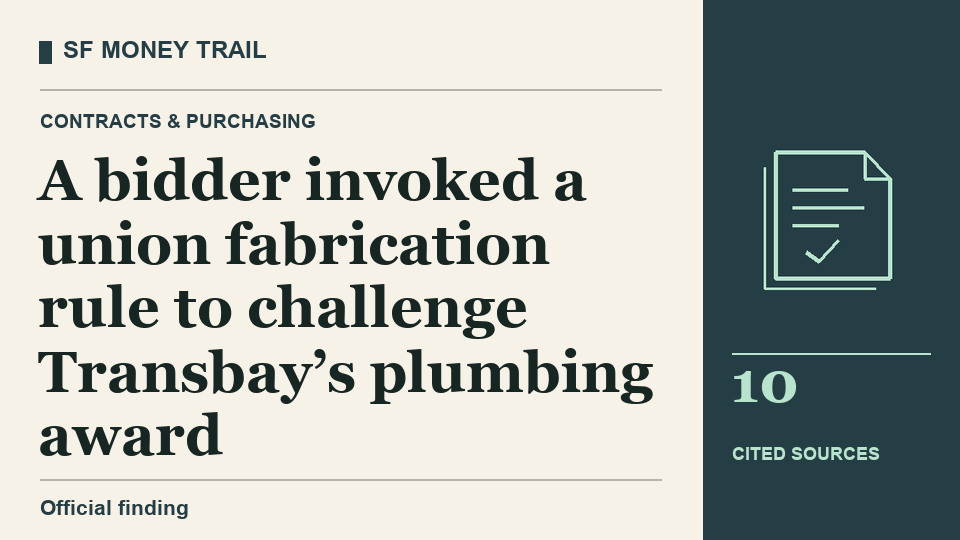 SF MONEY TRAIL
CONTRACTS & PURCHASING
A bidder invoked a
union fabrication
rule to challenge
Transbay’s plumbing
award
Official finding
10
CITED SOURCES